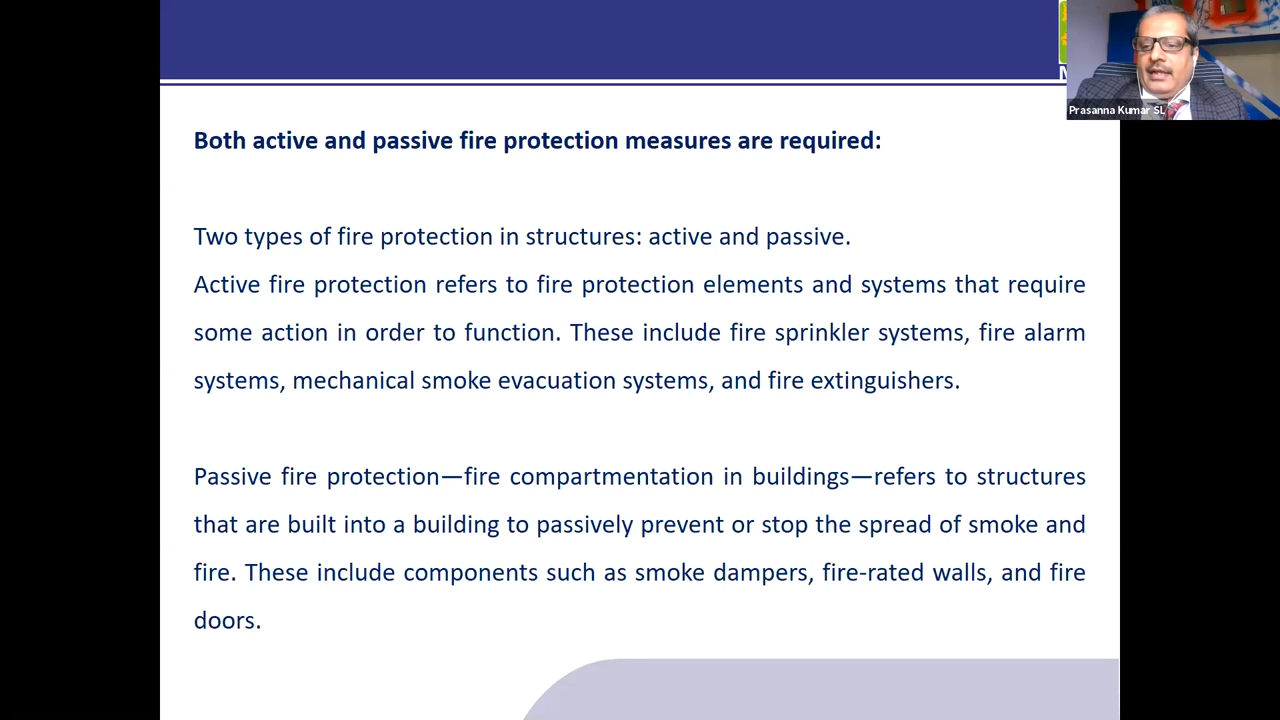 Prasanna Kumar SL
Both active and passive fire protection measures are required:
Two types of fire protection in structures: active and passive.
Active fire protection refers to fire protection elements and systems that require
some action in order to function. These include fire sprinkler systems, fire alarm
systems, mechanical smoke evacuation systems, and fire extinguishers.
Passive fire protection—fire compartmentation in buildings—refers to structures
that are built into a building to passively prevent or stop the spread of smoke and
fire. These include components such as smoke dampers, fire-rated walls, and fire
doors.